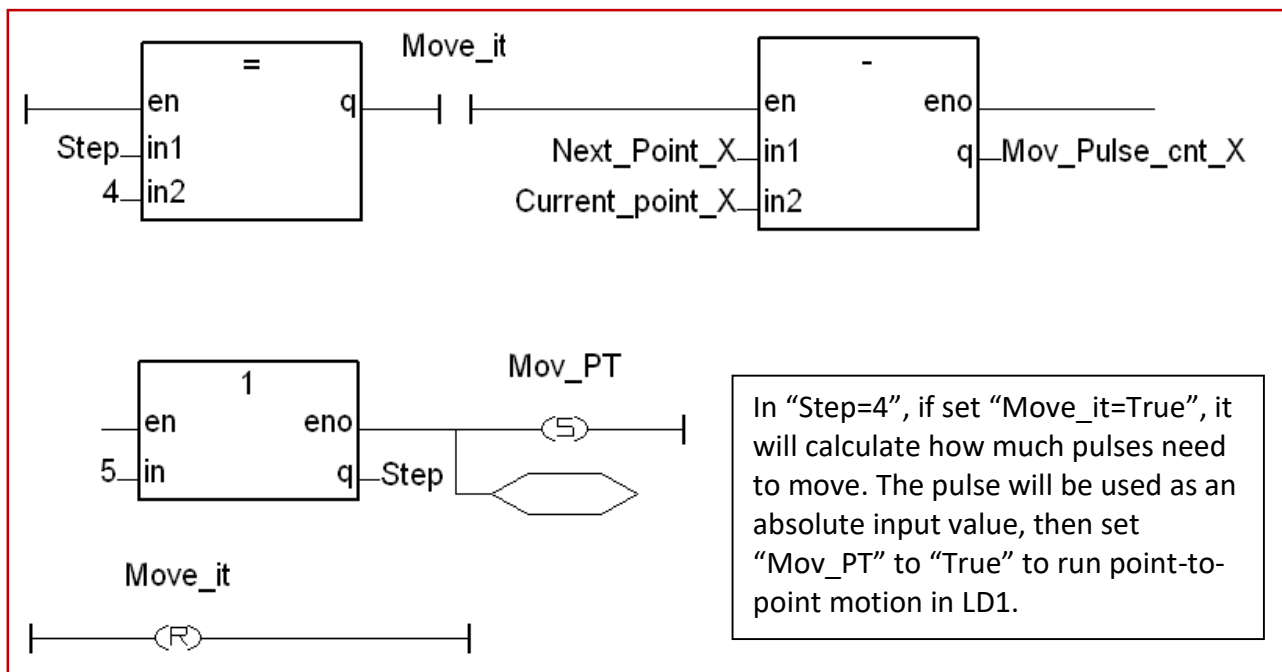 Move_it
=
-
en q
en eno
Step in1
Next_Point_X in1
q Mov_Pulse_cnt_X
4 in2
Current_point_X in2
1
Mov_PT
en eno
S
5 in q Step
In “Step=4”, if set “Move_it=True”, it
will calculate how much pulses need
to move. The pulse will be used as an
absolute input value, then set
“Mov_PT” to “True” to run point-to-
point motion in LD1.
Move_it
R